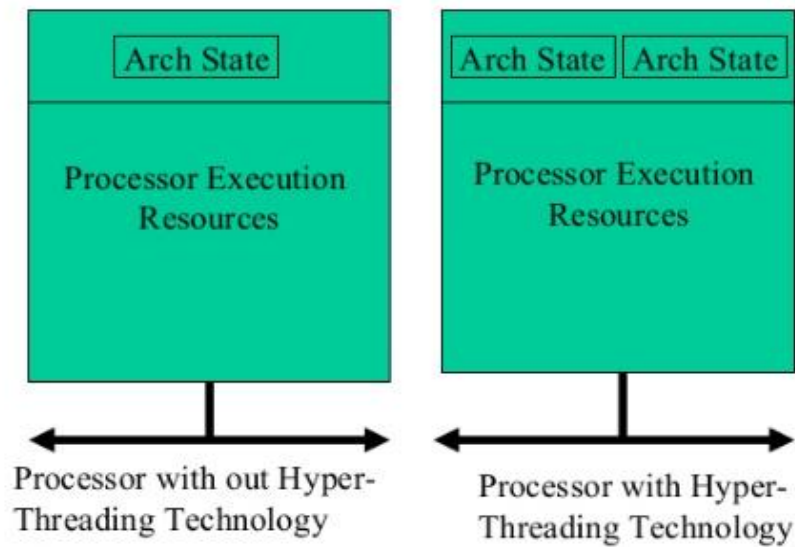 Arch State
Processor Execution
Resources
Processor with out Hyper-
Threading Technology
Arch State Arch State
Processor Execution
Resources
Processor with Hyper-
Threading Technology